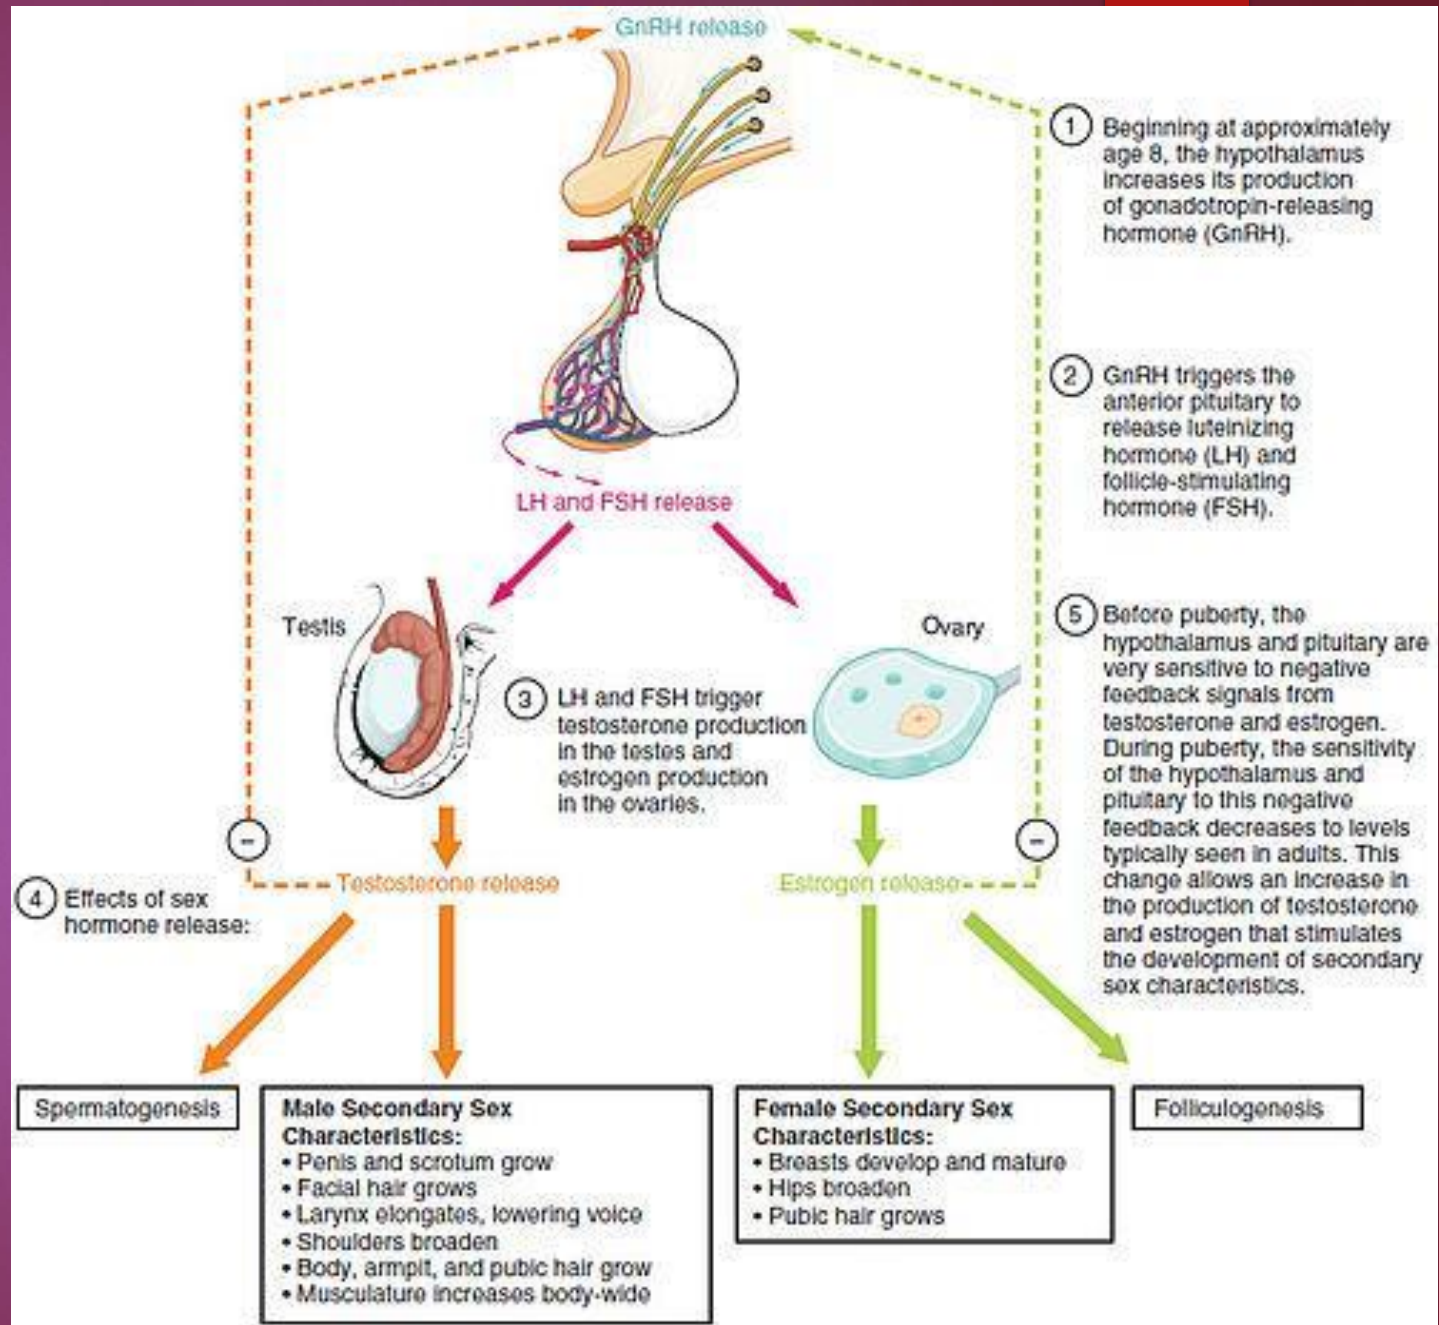 GnRH release
1
Beginning at approximately
age 8, the hypothalamus
increases its production
of gonadotropin-releasing
hormone (GnRH).
2
GnRH triggers the
anterior pituitary to
release luteinizing
hormone (LH) and
follicle-stimulating
hormone (FSH).
LH and FSH release
Testis
Ovary
3
LH and FSH trigger
testosterone production
in the testes and
estrogen production
in the ovaries.
5
Before puberty, the
hypothalamus and pituitary are
very sensitive to negative
feedback signals from
testosterone and estrogen.
During puberty, the sensitivity
of the hypothalamus and
pituitary to this negative
feedback decreases to levels
typically seen in adults. This
change allows an increase in
the production of testosterone
and estrogen that stimulates
the development of secondary
sex characteristics.
–
–
Testosterone release
Estrogen release
4
Effects of sex
hormone release:
Spermatogenesis
Male Secondary Sex
Characteristics:
• Penis and scrotum grow
• Facial hair grows
• Larynx elongates, lowering voice
• Shoulders broaden
• Body, armpit, and pubic hair grow
• Musculature increases body-wide
Female Secondary Sex
Characteristics:
• Breasts develop and mature
• Hips broaden
• Pubic hair grows
Folliculogenesis